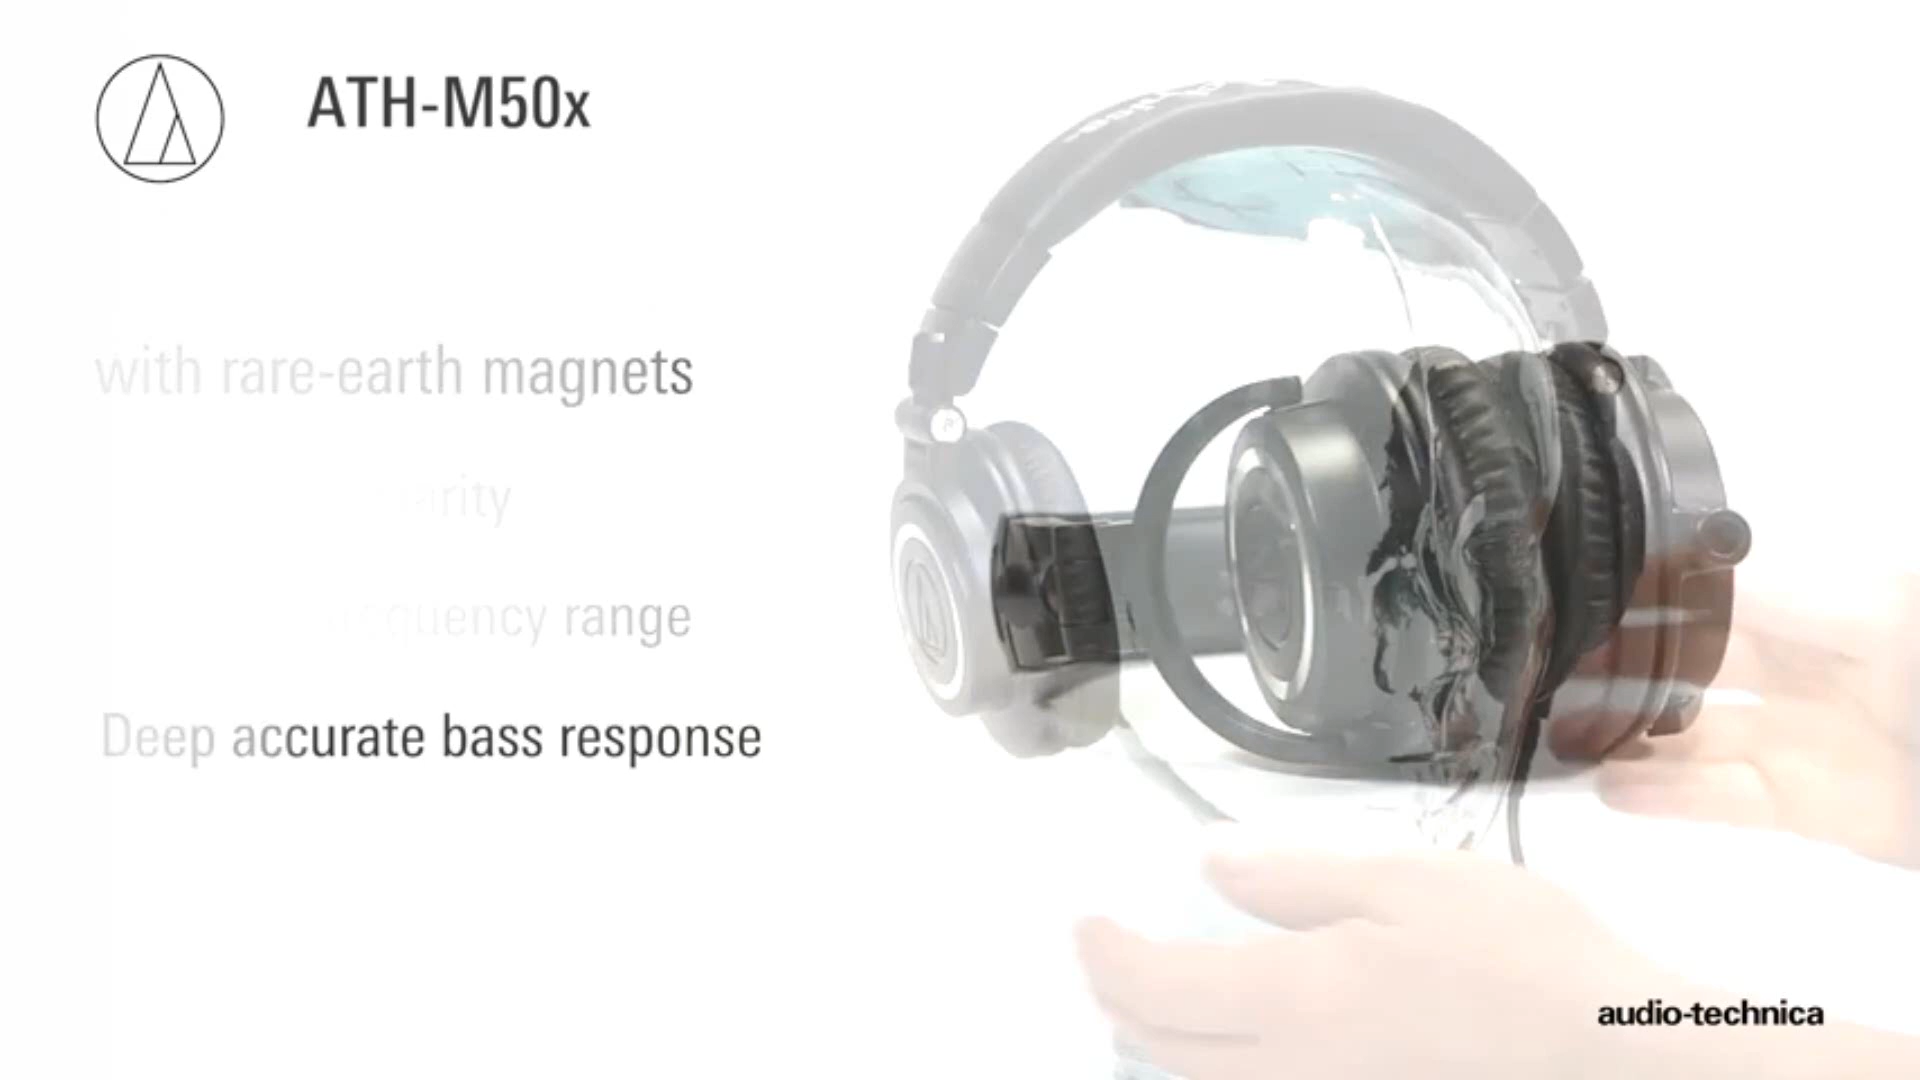 ATH-M50x
with rare-earth magnets
range
Deep accurate bass response
audio-technica